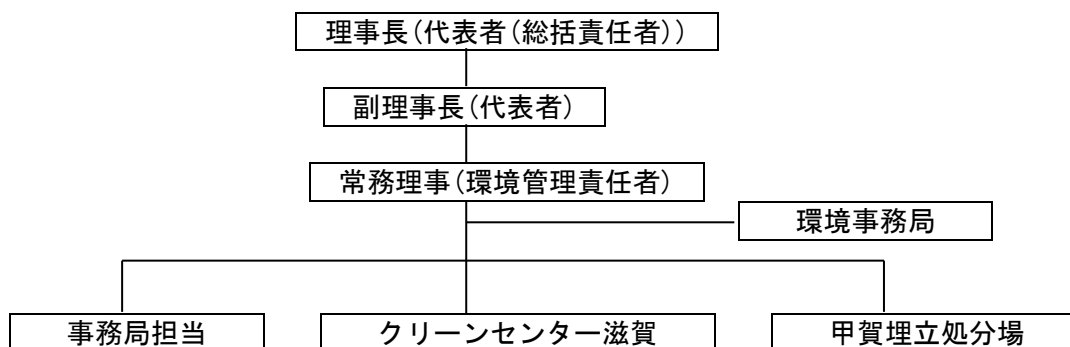 理事長(代表者(総括責任者))
副理事長(代表者)
常務理事(環境管理責任者)
環境事務局
事務局担当
クリーンセンター滋賀
甲賀埋立処分場